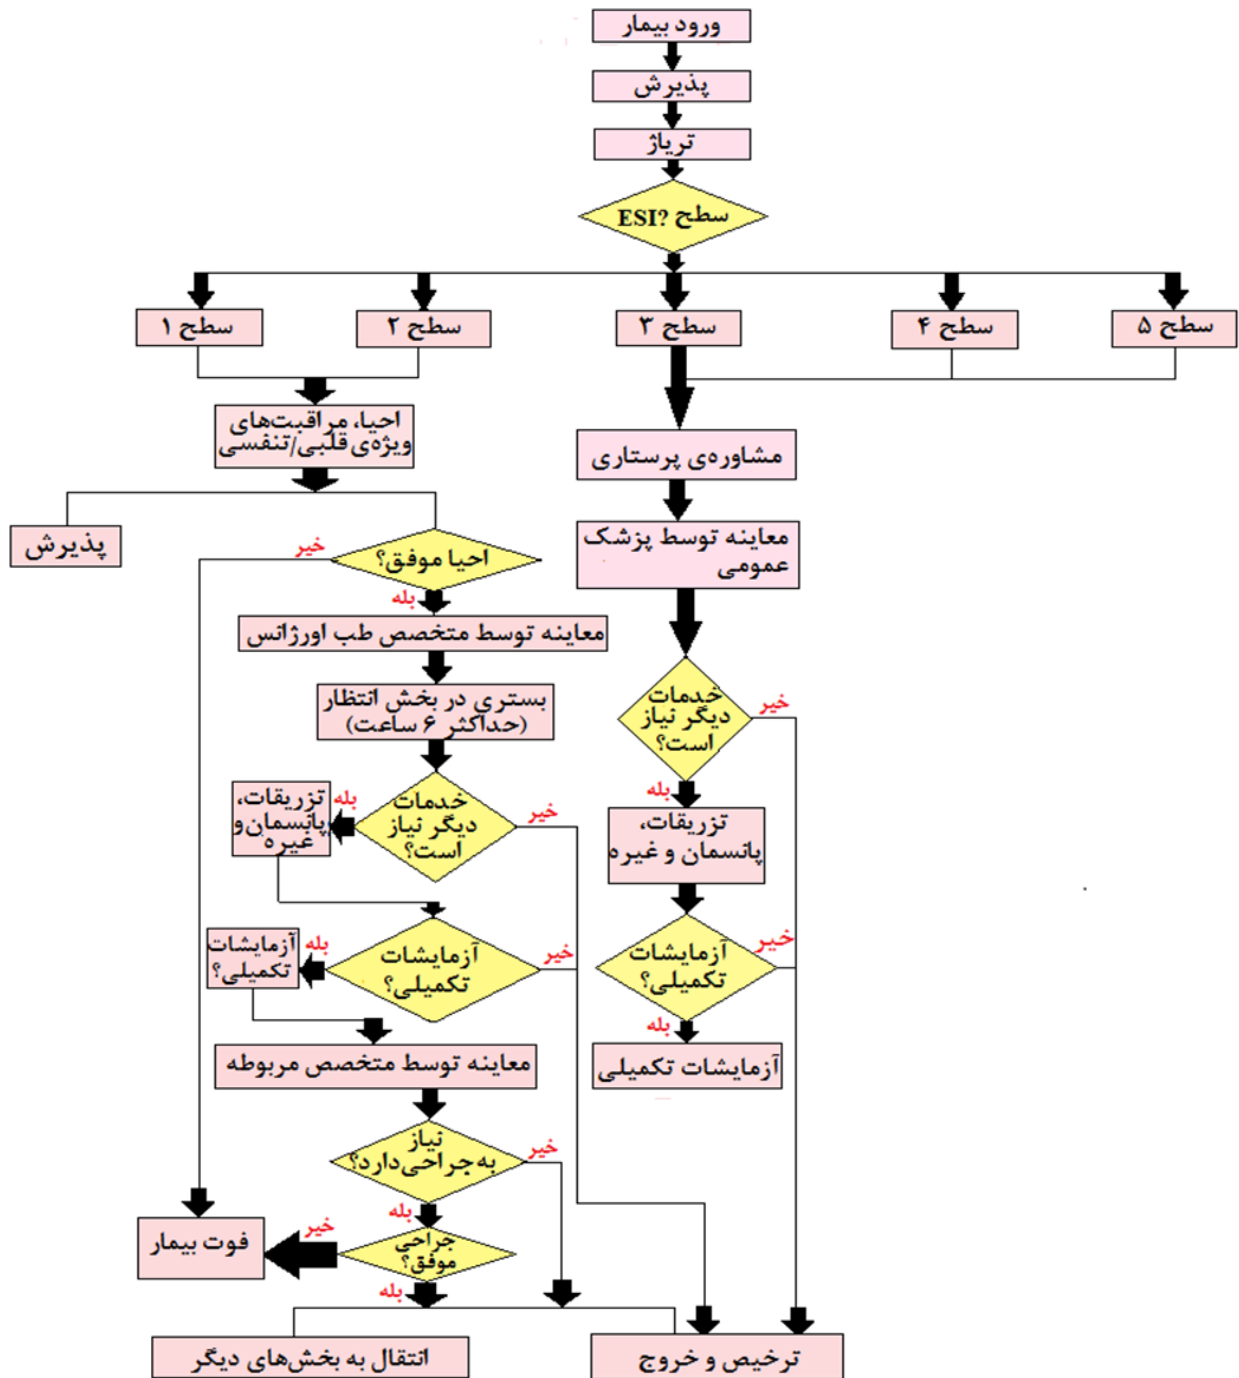 ورود بیمار
پذیرش
تریاژ
سطح ESI?
سطح ۱
سطح ۲
سطح ۳
سطح ۴
سطح ۵
احیا، مراقبت‌های
ویژه‌ی قلبی/تنفسی
مشاوره‌ی پرستاری
پذیرش
معاینه توسط پزشک
عمومی
خیر
احیا موفق؟
بله
معاینه توسط متخصص طب اورژانس
بستری در بخش انتظار
(حداکثر ۶ ساعت)
خدمات
دیگر نیاز
است؟
خیر
بله
تزریقات،
پانسمان و
غیره
بله
خدمات
دیگر نیاز
است؟
خیر
بله
تزریقات،
پانسمان و غیره
آزمایشات
تکمیلی؟
بله
آزمایشات
تکمیلی؟
خیر
آزمایشات
تکمیلی؟
خیر
بله
آزمایشات تکمیلی
معاینه توسط متخصص مربوطه
نیاز
به جراحی دارد؟
خیر
بله
جراحی
موفق؟
خیر
فوت بیمار
بله
انتقال به بخش‌های دیگر
ترخیص و خروج